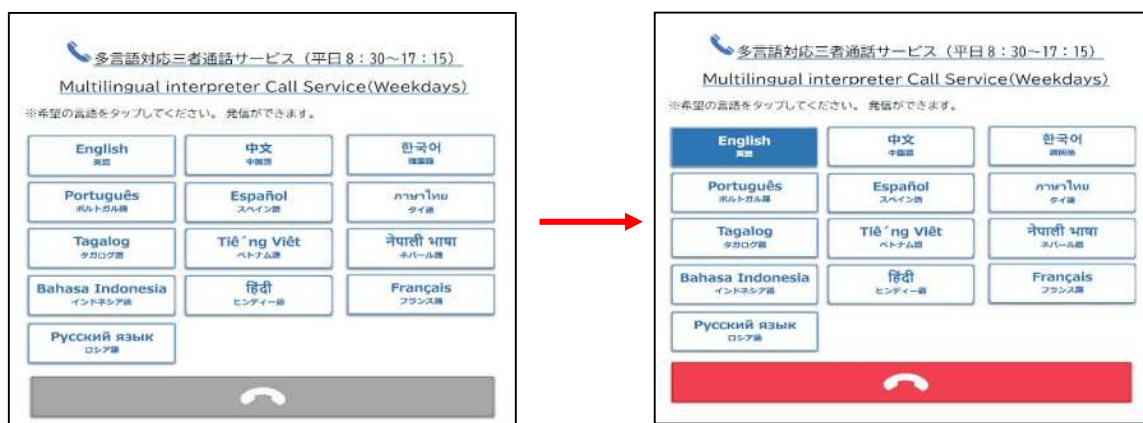 多言語対応三者通話サービス（平日8：30～17：15）
Multilingual interpreter Call Service(Weekdays)
※希望の言語をタップしてください。 発信ができます。
English
英語
中文
中国語
한국어
韓国語
Português
ポルトガル語
Español
スペイン語
ภาษาไทย
タイ語
Tagalog
タガログ語
Tiê´ng Viêt
ベトナム語
नेपाली भाषा
ネパール語
Bahasa Indonesia
インドネシア語
हिंदी
ヒンディー語
Français
フランス語
Русский язык
ロシア語
多言語対応三者通話サービス（平日8：30～17：15）
Multilingual interpreter Call Service(Weekdays)
※希望の言語をタップしてください。 発信ができます。
English
英語
中文
中国語
한국어
韓国語
Português
ポルトガル語
Español
スペイン語
ภาษาไทย
タイ語
Tagalog
タガログ語
Tiê´ng Viêt
ベトナム語
नेपाली भाषा
ネパール語
Bahasa Indonesia
インドネシア語
हिंदी
ヒンディー語
Français
フランス語
Русский язык
ロシア語